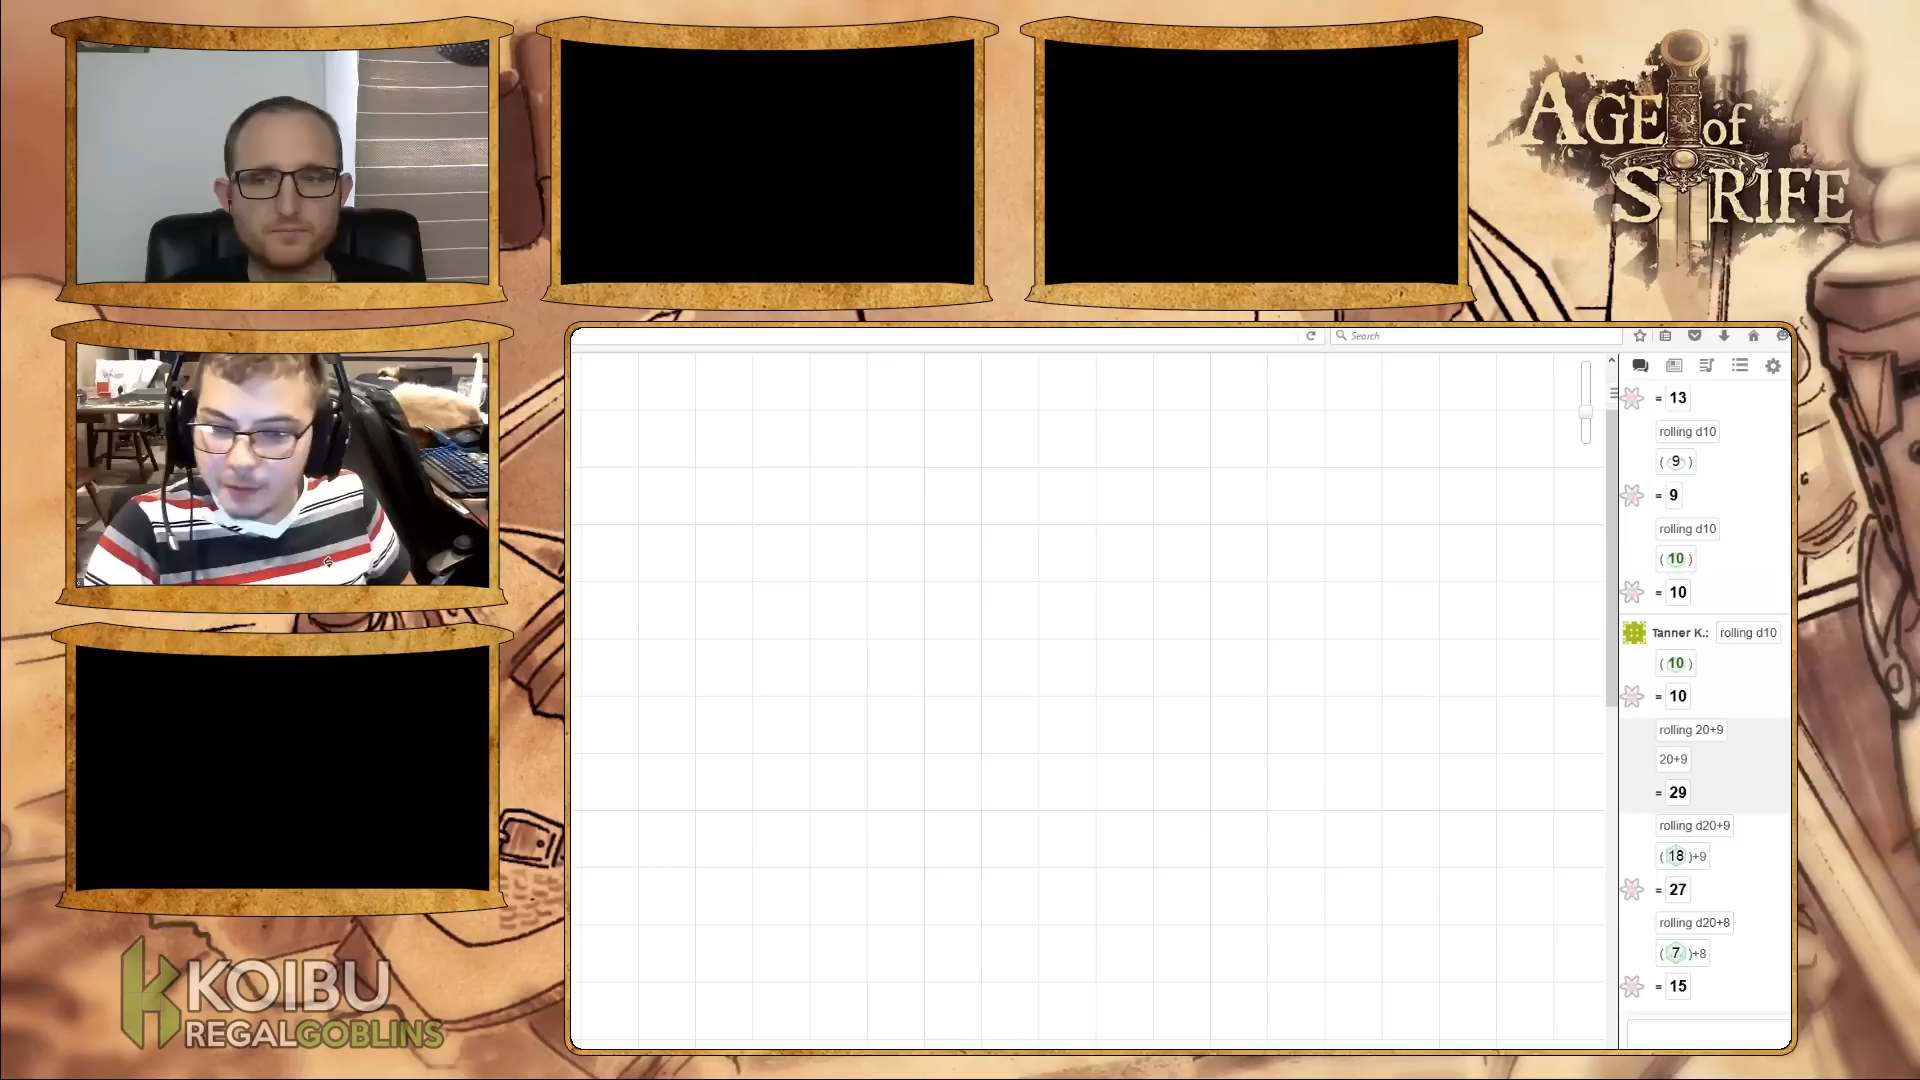 AGE of
STRIFE
Search
= 13
rolling d10
( 9 )
= 9
rolling d10
( 10 )
= 10
Tanner K.: rolling d10
( 10 )
= 10
rolling 20+9
20+9
= 29
rolling d20+9
( 18 )+9
= 27
rolling d20+8
( 7 )+8
= 15
KOIBU
REGALGOBLINS